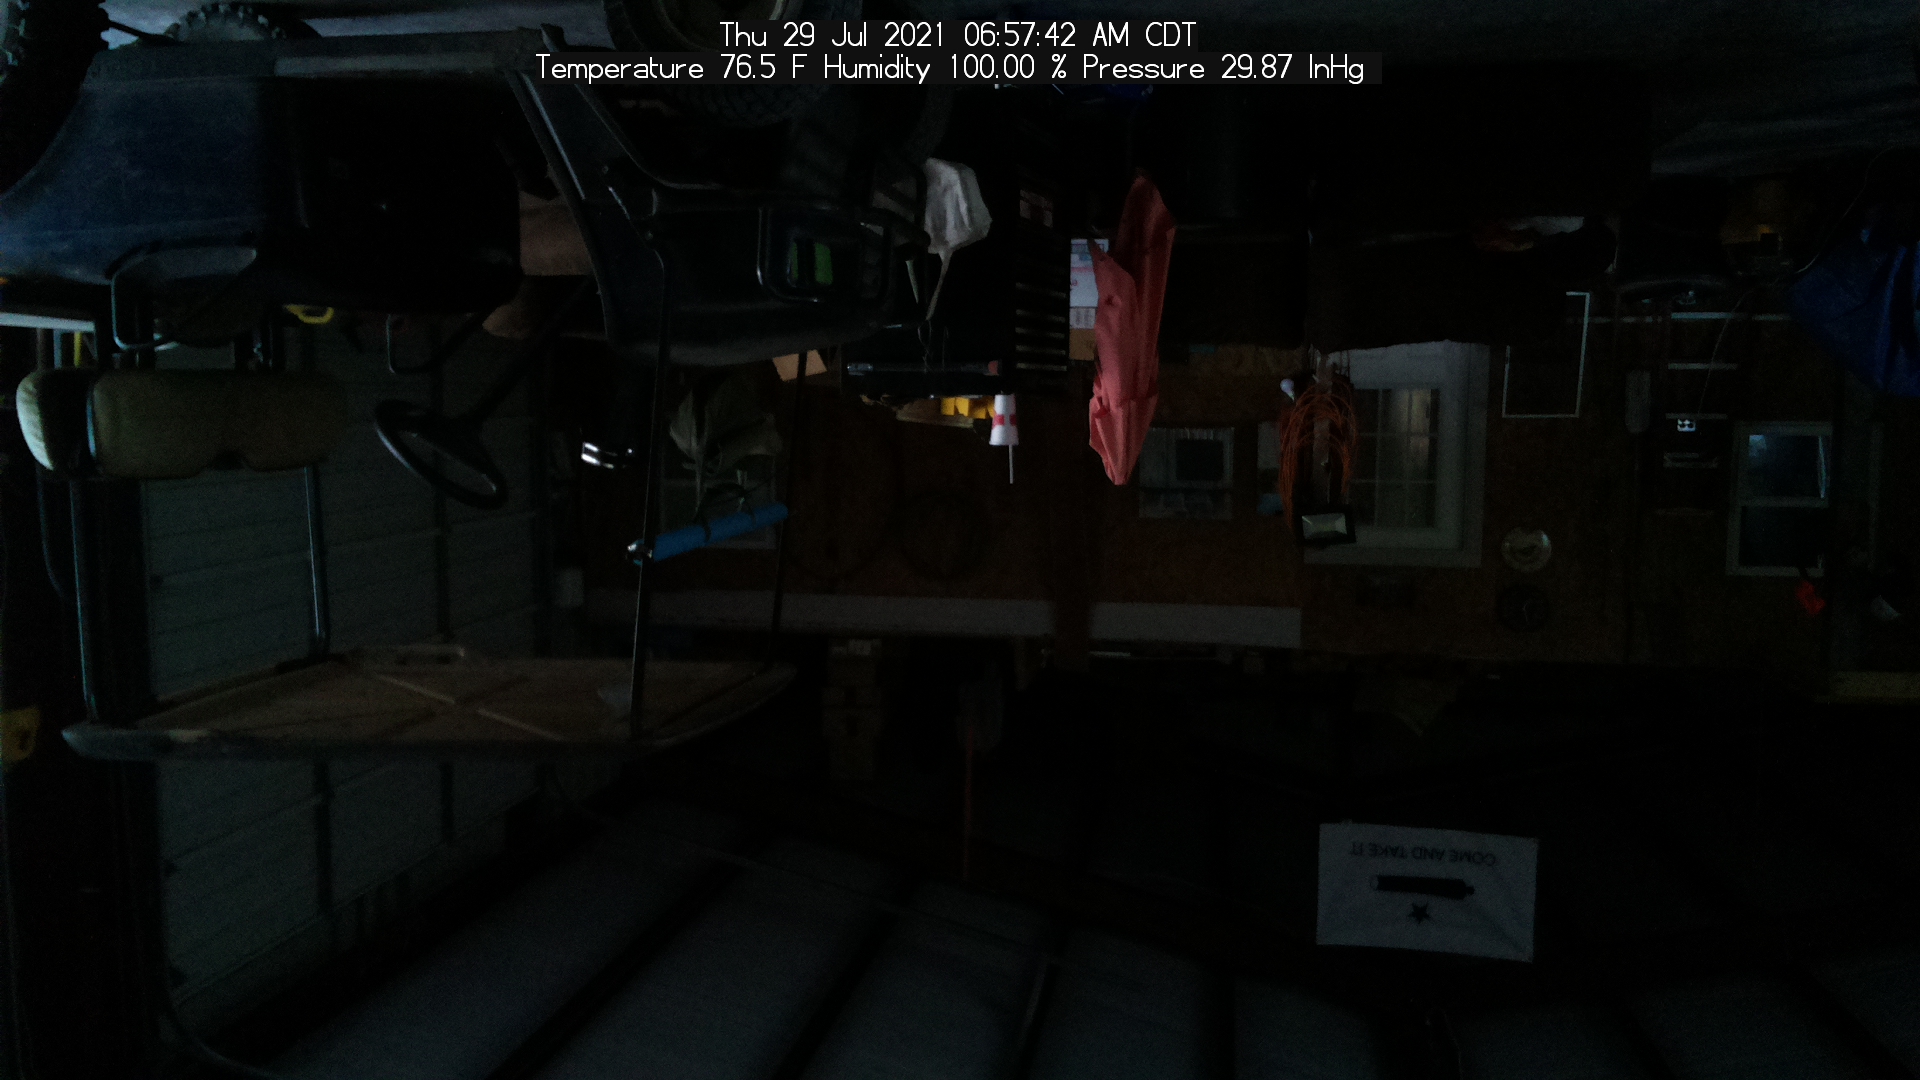 Thu 29 Jul 2021 06:57:42 AM CDT
Temperature 76.5 F Humidity 100.00 % Pressure 29.87 InHg
COME AND TAKE IT